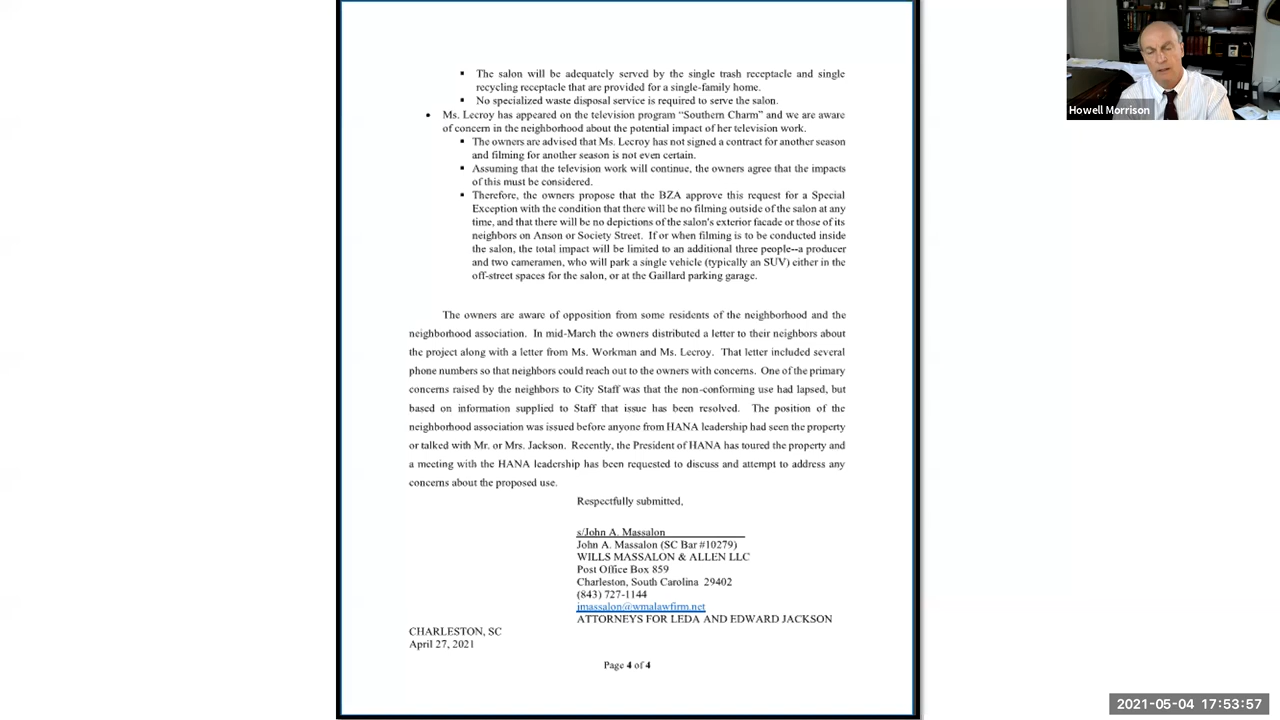 ▪ The salon will be adequately served by the single trash receptacle and single
recycling receptacle that are provided for a single-family home.
▪ No specialized waste disposal service is required to serve the salon.
• Ms. Lecroy has appeared on the television program “Southern Charm” and we are aware
of concern in the neighborhood about the potential impact of her television work.
▪ The owners are advised that Ms. Lecroy has not signed a contract for another season
and filming for another season is not even certain.
▪ Assuming that the television work will continue, the owners agree that the impacts
of this must be considered.
▪ Therefore, the owners propose that the BZA approve this request for a Special
Exception with the condition that there will be no filming outside of the salon at any
time, and that there will be no depictions of the salon's exterior facade or those of its
neighbors on Anson or Society Street. If or when filming is to be conducted inside
the salon, the total impact will be limited to an additional three people--a producer
and two cameramen, who will park a single vehicle (typically an SUV) either in the
off-street spaces for the salon, or at the Gaillard parking garage.
The owners are aware of opposition from some residents of the neighborhood and the
neighborhood association. In mid-March the owners distributed a letter to their neighbors about
the project along with a letter from Ms. Workman and Ms. Lecroy. That letter included several
phone numbers so that neighbors could reach out to the owners with concerns. One of the primary
concerns raised by the neighbors to City Staff was that the non-conforming use had lapsed, but
based on information supplied to Staff that issue has been resolved. The position of the
neighborhood association was issued before anyone from HANA leadership had seen the property
or talked with Mr. or Mrs. Jackson. Recently, the President of HANA has toured the property and
a meeting with the HANA leadership has been requested to discuss and attempt to address any
concerns about the proposed use.
Respectfully submitted,
s/John A. Massalon
John A. Massalon (SC Bar #10279)
WILLS MASSALON & ALLEN LLC
Post Office Box 859
Charleston, South Carolina 29402
(843) 727-1144
jmassalon@wmalawfirm.net
ATTORNEYS FOR LEDA AND EDWARD JACKSON
CHARLESTON, SC
April 27, 2021
Page 4 of 4
Howell Morrison
2021-05-04 17:53:57